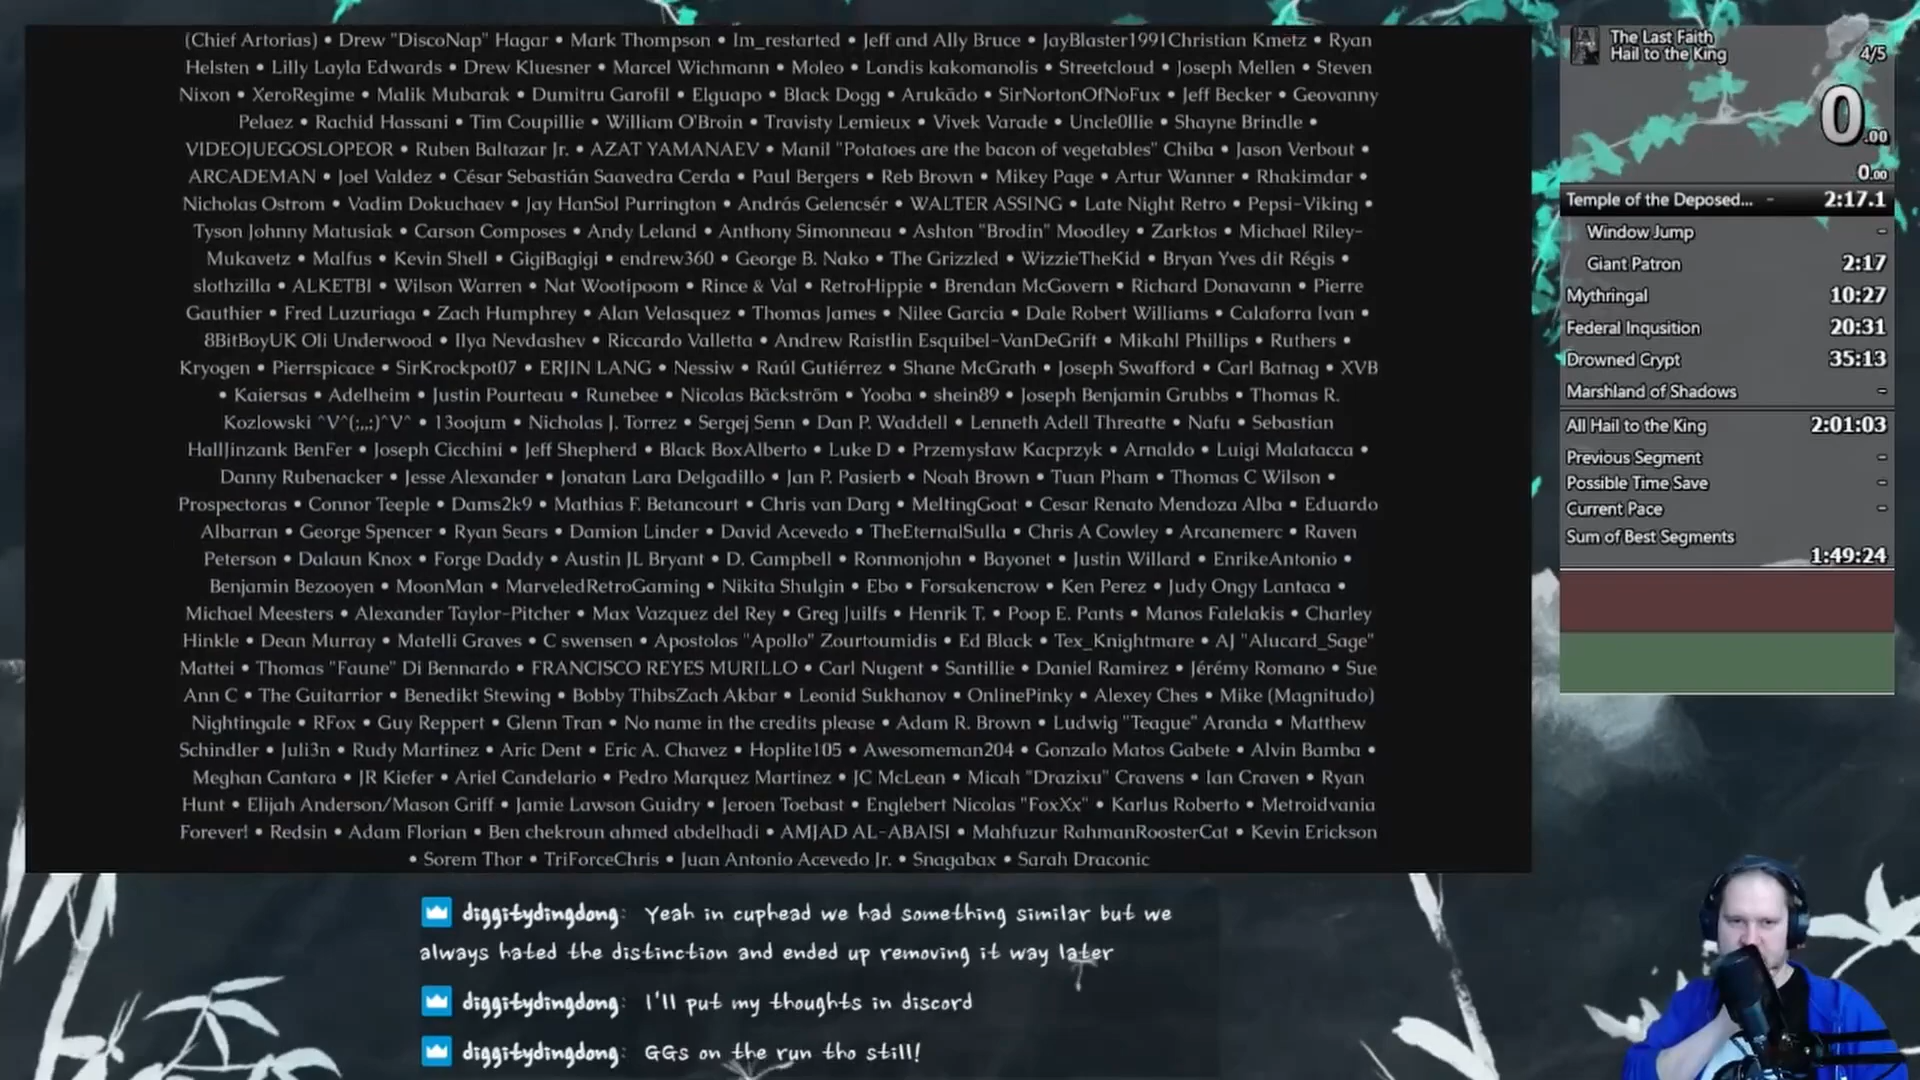 (Chief Artorias) • Drew "DiscoNap" Hagar • Mark Thompson • Im_restarted • Jeff and Ally Bruce • JayBlaster1991Christian Kmetz • Ryan
Helsten • Lilly Layla Edwards • Drew Kluesner • Marcel Wichmann • Moleo • Landis kakomanolis • Streetcloud • Joseph Mellen • Steven
Nixon • XeroRegime • Malik Mubarak • Dumitru Garofil • Elguapo • Black Dogg • Arukādo • SirNortonOfNoFux • Jeff Becker • Geovanny
Pelaez • Rachid Hassani • Tim Coupillie • William O'Broin • Travisty Lemieux • Vivek Varade • Uncle0llie • Shayne Brindle •
VIDEOJUEGOSLOPEOR • Ruben Baltazar Jr. • AZAT YAMANAEV • Manil "Potatoes are the bacon of vegetables" Chiba • Jason Verbout •
ARCADEMAN • Joel Valdez • César Sebastián Saavedra Cerda • Paul Bergers • Reb Brown • Mikey Page • Artur Wanner • Rhakimdar •
Nicholas Ostrom • Vadim Dokuchaev • Jay HanSol Purrington • András Gelencsér • WALTER ASSING • Late Night Retro • Pepsi-Viking •
Tyson Johnny Matusiak • Carson Composes • Andy Leland • Anthony Simonneau • Ashton "Brodin" Moodley • Zarktos • Michael Riley-
Mukavetz • Malfus • Kevin Shell • GigiBagigi • endrew360 • George B. Nako • The Grizzled • WizzieTheKid • Bryan Yves dit Régis •
slothzilla • ALKETBI • Wilson Warren • Nat Wootipoom • Rince & Val • RetroHippie • Brendan McGovern • Richard Donavann • Pierre
Gauthier • Fred Luzuriaga • Zach Humphrey • Alan Velasquez • Thomas James • Nilee Garcia • Dale Robert Williams • Calaforra Ivan •
8BitBoyUK Oli Underwood • Ilya Nevdashev • Riccardo Valletta • Andrew Raistlin Esquibel-VanDeGrift • Mikahl Phillips • Ruthers •
Kryogen • Pierrspicace • SirKrockpot07 • ERJIN LANG • Nessiw • Raúl Gutiérrez • Shane McGrath • Joseph Swafford • Carl Batnag • XVB
• Kaiersas • Adelheim • Justin Pourteau • Runebee • Nicolas Bäckström • Yooba • shein89 • Joseph Benjamin Grubbs • Thomas R.
Kozlowski ^V^(;,,;)^V^ • 13oojum • Nicholas J. Torrez • Sergej Senn • Dan P. Waddell • Lenneth Adell Threatte • Nafu • Sebastian
HallJinzank BenFer • Joseph Cicchini • Jeff Shepherd • Black BoxAlberto • Luke D • Przemysław Kacprzyk • Arnaldo • Luigi Malatacca •
Danny Rubenacker • Jesse Alexander • Jonatan Lara Delgadillo • Jan P. Pasierb • Noah Brown • Tuan Pham • Thomas C Wilson •
Prospectoras • Connor Teeple • Dams2k9 • Mathias F. Betancourt • Chris van Darg • MeltingGoat • Cesar Renato Mendoza Alba • Eduardo
Albarran • George Spencer • Ryan Sears • Damion Linder • David Acevedo • TheEternalSulla • Chris A Cowley • Arcanemerc • Raven
Peterson • Dalaun Knox • Forge Daddy • Austin JL Bryant • D. Campbell • Ronmonjohn • Bayonet • Justin Willard • EnrikeAntonio •
Benjamin Bezooyen • MoonMan • MarveledRetroGaming • Nikita Shulgin • Ebo • Forsakencrow • Ken Perez • Judy Ongy Lantaca •
Michael Meesters • Alexander Taylor-Pitcher • Max Vazquez del Rey • Greg Juilfs • Henrik T. • Poop E. Pants • Manos Falelakis • Charley
Hinkle • Dean Murray • Matelli Graves • C swensen • Apostolos "Apollo" Zourtoumidis • Ed Black • Tex_Knightmare • AJ "Alucard_Sage"
Mattei • Thomas "Faune" Di Bennardo • FRANCISCO REYES MURILLO • Carl Nugent • Santillie • Daniel Ramirez • Jérémy Romano • Sue
Ann C • The Guitarrior • Benedikt Stewing • Bobby ThibsZach Akbar • Leonid Sukhanov • OnlinePinky • Alexey Ches • Mike (Magnitudo)
Nightingale • RFox • Guy Reppert • Glenn Tran • No name in the credits please • Adam R. Brown • Ludwig "Teague" Aranda • Matthew
Schindler • Juli3n • Rudy Martinez • Aric Dent • Eric A. Chavez • Hoplite105 • Awesomeman204 • Gonzalo Matos Gabete • Alvin Bamba •
Meghan Cantara • JR Kiefer • Ariel Candelario • Pedro Marquez Martinez • JC McLean • Micah "Drazixu" Cravens • Ian Craven • Ryan
Hunt • Elijah Anderson/Mason Griff • Jamie Lawson Guidry • Jeroen Toebast • Englebert Nicolas "FoxXx" • Karlus Roberto • Metroidvania
Forever! • Redsin • Adam Florian • Ben chekroun ahmed abdelhadi • AMJAD AL-ABAISI • Mahfuzur RahmanRoosterCat • Kevin Erickson
• Sorem Thor • TriForceChris • Juan Antonio Acevedo Jr. • Snagabax • Sarah Draconic
The Last Faith
Hail to the King 4/5
0.00
0.00
Temple of the Deposed... - 2:17.1
Window Jump -
Giant Patron 2:17
Mythringal 10:27
Federal Inqusition 20:31
Drowned Crypt 35:13
Marshland of Shadows -
All Hail to the King 2:01:03
Previous Segment -
Possible Time Save -
Current Pace -
Sum of Best Segments
1:49:24
diggitydingdong: Yeah in cuphead we had something similar but we
always hated the distinction and ended up removing it way later
diggitydingdong: I'll put my thoughts in discord
diggitydingdong: GGs on the run tho still!